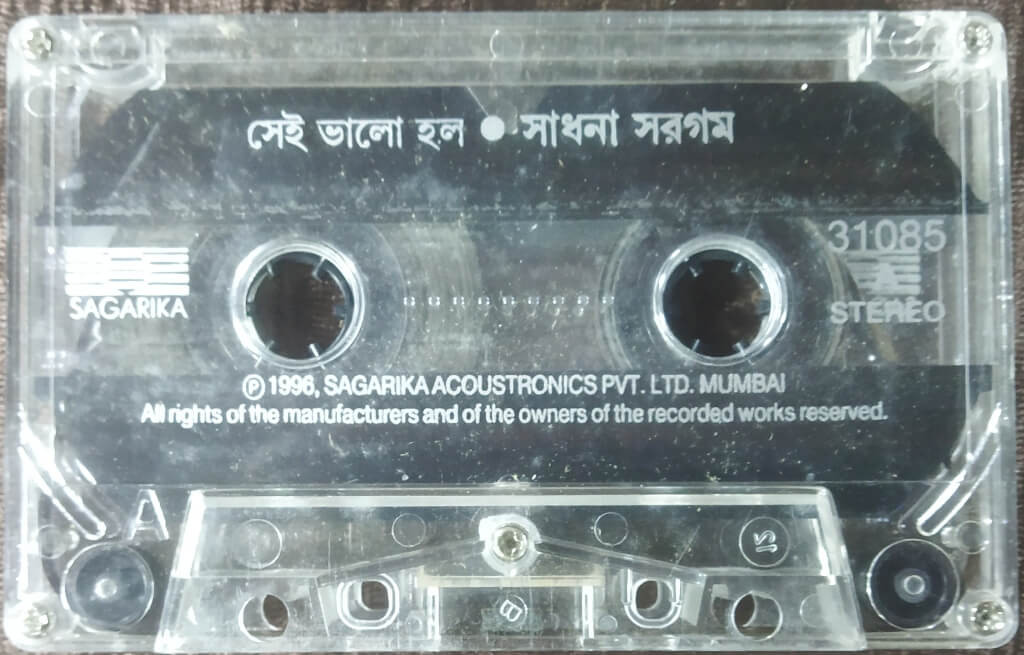 সেই ভালো হল ● সাধনা সরগম
31085
SAGARIKA
STEREO
Ⓟ 1996, SAGARIKA ACOUSTRONICS PVT. LTD. MUMBAI
All rights of the manufacturers and of the owners of the recorded works reserved.
A
15
B